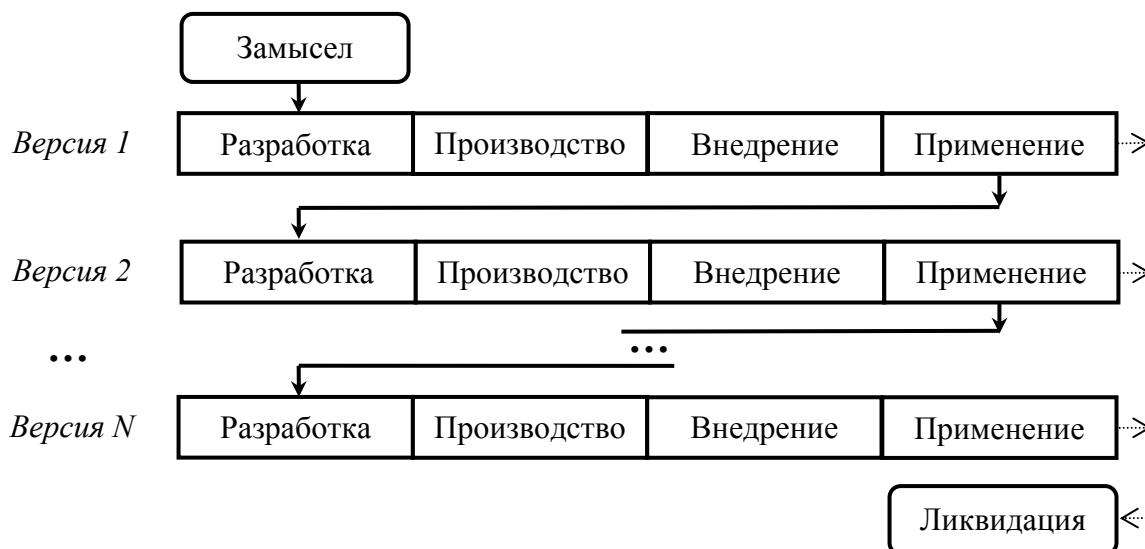 Замысел
Версия 1 Разработка Производство Внедрение Применение
Версия 2 Разработка Производство Внедрение Применение
... ...
Версия N Разработка Производство Внедрение Применение
Ликвидация